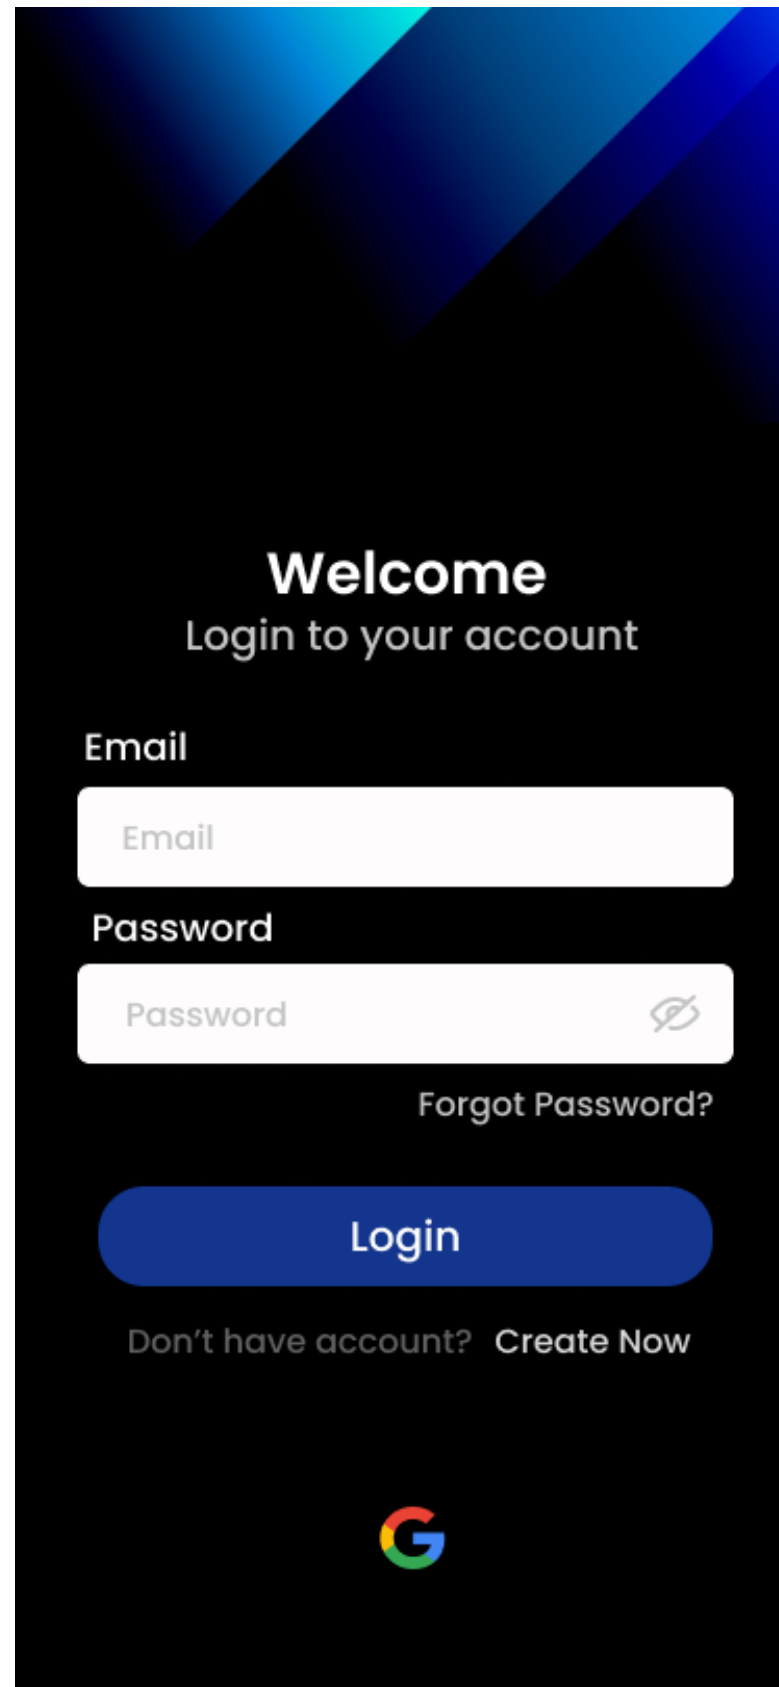 Welcome
Login to your account
Email
Email
Password
Password
Forgot Password?
Login
Don’t have account? Create Now